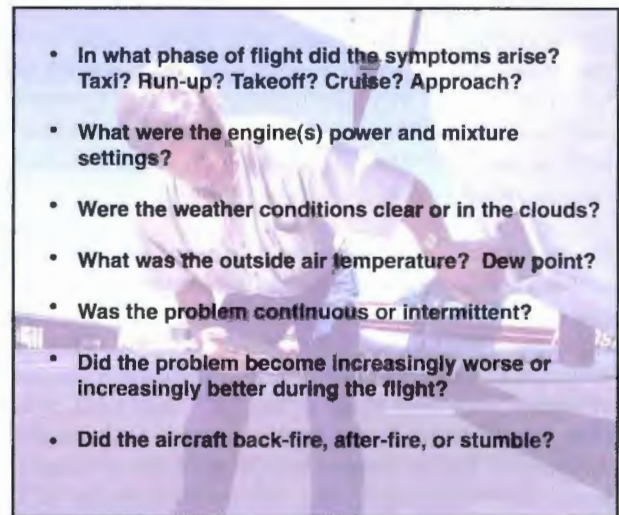 • In what phase of flight did the symptoms arise?
Taxi? Run-up? Takeoff? Cruise? Approach?
• What were the engine(s) power and mixture
settings?
• Were the weather conditions clear or in the clouds?
• What was the outside air temperature? Dew point?
• Was the problem continuous or intermittent?
• Did the problem become increasingly worse or
increasingly better during the flight?
• Did the aircraft back-fire, after-fire, or stumble?